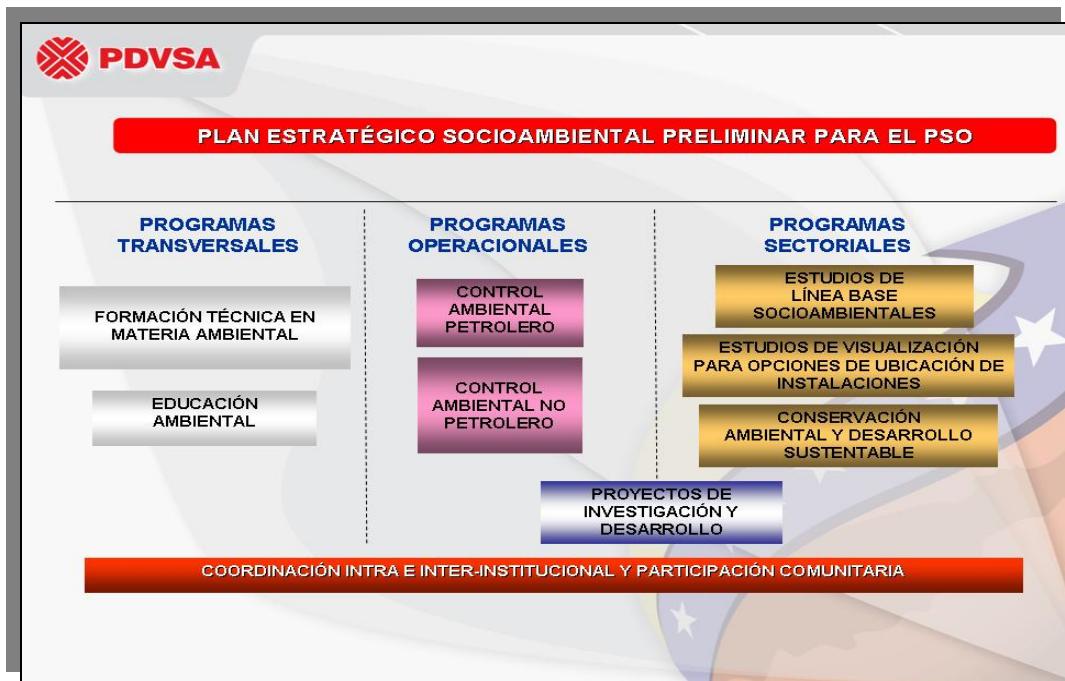 PDVSA
PLAN ESTRATÉGICO SOCIOAMBIENTAL PRELIMINAR PARA EL PSO
PROGRAMAS
TRANSVERSALES
FORMACIÓN TÉCNICA EN
MATERIA AMBIENTAL
EDUCACIÓN
AMBIENTAL
PROGRAMAS
OPERACIONALES
CONTROL
AMBIENTAL
PETROLERO
CONTROL
AMBIENTAL NO
PETROLERO
PROGRAMAS
SECTORIALES
ESTUDIOS DE
LÍNEA BASE
SOCIOAMBIENTALES
ESTUDIOS DE VISUALIZACIÓN
PARA OPCIONES DE UBICACIÓN DE
INSTALACIONES
CONSERVACIÓN
AMBIENTAL Y DESARROLLO
SUSTENTABLE
PROYECTOS DE
INVESTIGACIÓN Y
DESARROLLO
COORDINACIÓN INTRA E INTER-INSTITUCIONAL Y PARTICIPACIÓN COMUNITARIA